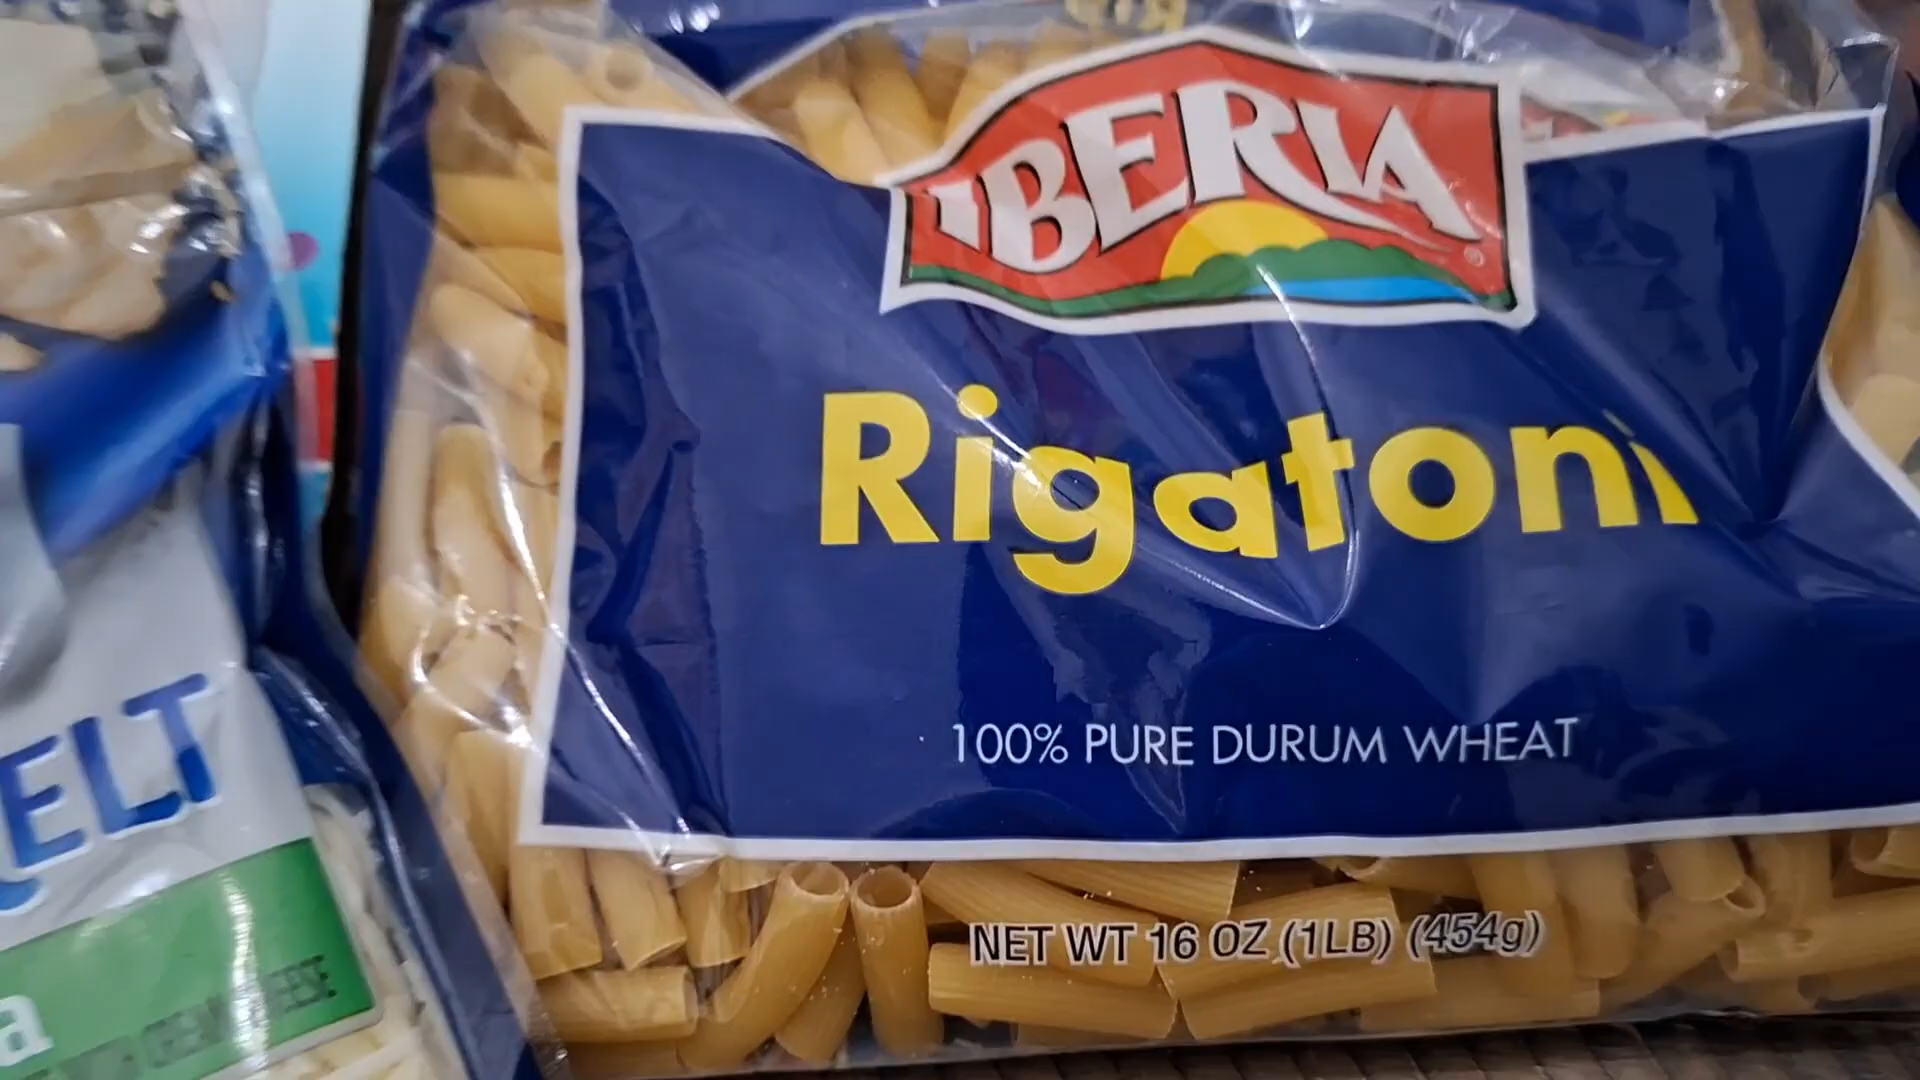 IBERIA
®
Rigatoni
100% PURE DURUM WHEAT
NET WT 16 OZ (1LB) (454g)
ELT
a